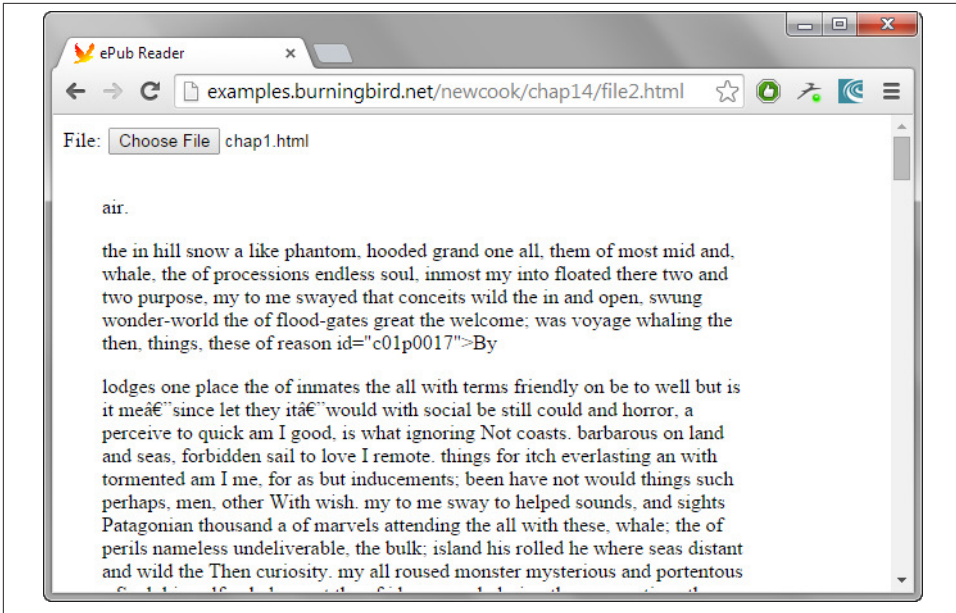 ePub Reader
examples.burningbird.net/newcook/chap14/file2.html
File: Choose File chap1.html
air.
the in hill snow a like phantom, hooded grand one all, them of most mid and,
whale, the of processions endless soul, inmost my into floated there two and
two purpose, my to me swayed that conceits wild the in and open, swung
wonder-world the of flood-gates great the welcome; was voyage whaling the
then, things, these of reason id="c01p0017">By
lodges one place the of inmates the all with terms friendly on be to well but is
it meâ€”since let they itâ€”would with social be still could and horror, a
perceive to quick am I good, is what ignoring Not coasts. barbarous on land
and seas, forbidden sail to love I remote. things for itch everlasting an with
tormented am I me, for as but inducements; been have not would things such
perhaps, men, other With wish. my to me sway to helped sounds, and sights
Patagonian thousand a of marvels attending the all with these, whale; the of
perils nameless undeliverable, the bulk; island his rolled he where seas distant
and wild the Then curiosity. my all roused monster mysterious and portentous